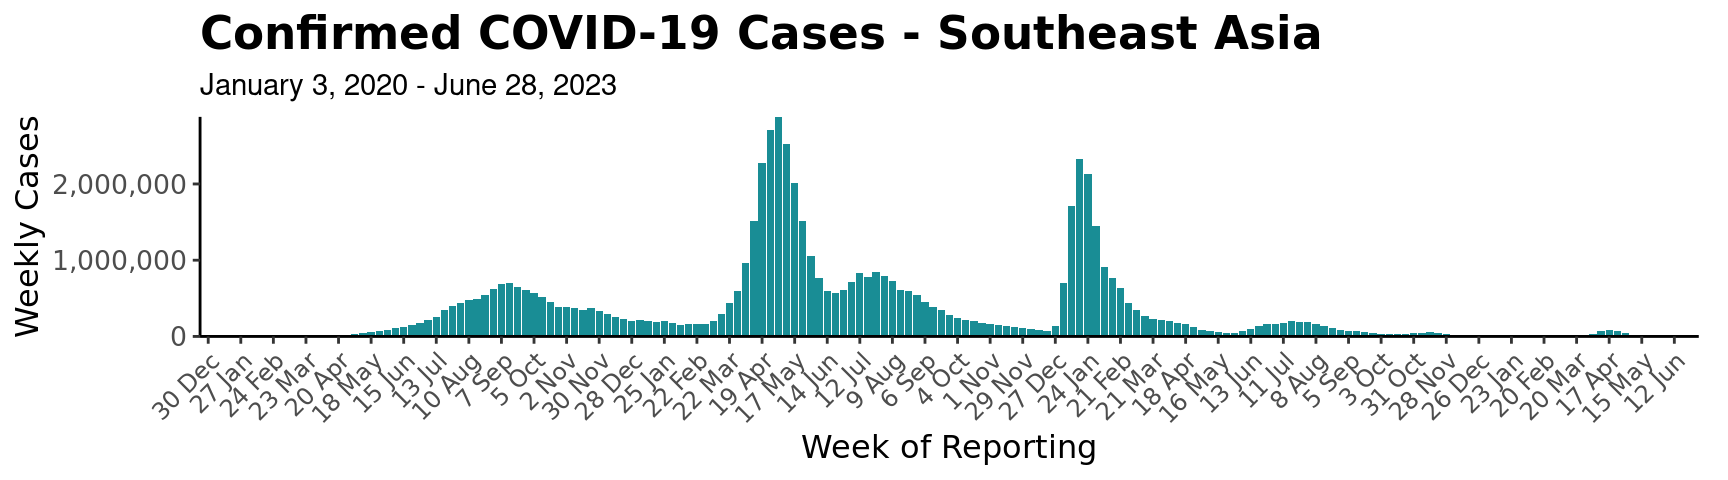 Confirmed COVID-19 Cases - Southeast Asia
January 3, 2020 - June 28, 2023
Weekly Cases
2,000,000
1,000,000
0
30 Dec
27 Jan
24 Feb
23 Mar
20 Apr
18 May
15 Jun
13 Jul
10 Aug
7 Sep
5 Oct
2 Nov
30 Nov
28 Dec
25 Jan
22 Feb
22 Mar
19 Apr
17 May
14 Jun
12 Jul
9 Aug
6 Sep
4 Oct
1 Nov
29 Nov
27 Dec
24 Jan
21 Feb
21 Mar
18 Apr
16 May
13 Jun
11 Jul
8 Aug
5 Sep
3 Oct
31 Oct
28 Nov
26 Dec
23 Jan
20 Feb
20 Mar
17 Apr
15 May
12 Jun
Week of Reporting